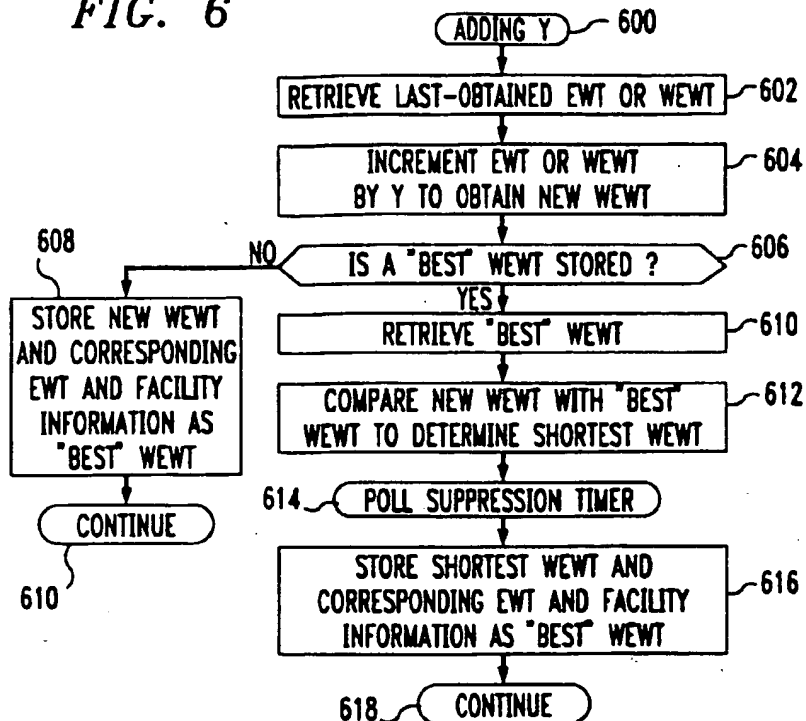 FIG. 6
ADDING Y
600
RETRIEVE LAST-OBTAINED EWT OR WEWT
602
INCREMENT EWT OR WEWT
BY Y TO OBTAIN NEW WEWT
604
IS A "BEST" WEWT STORED ?
606
NO
YES
608
STORE NEW WEWT
AND CORRESPONDING
EWT AND FACILITY
INFORMATION AS
"BEST" WEWT
CONTINUE
610
RETRIEVE "BEST" WEWT
610
COMPARE NEW WEWT WITH "BEST"
WEWT TO DETERMINE SHORTEST WEWT
612
614
POLL SUPPRESSION TIMER
STORE SHORTEST WEWT AND
CORRESPONDING EWT AND FACILITY
INFORMATION AS "BEST" WEWT
616
618
CONTINUE